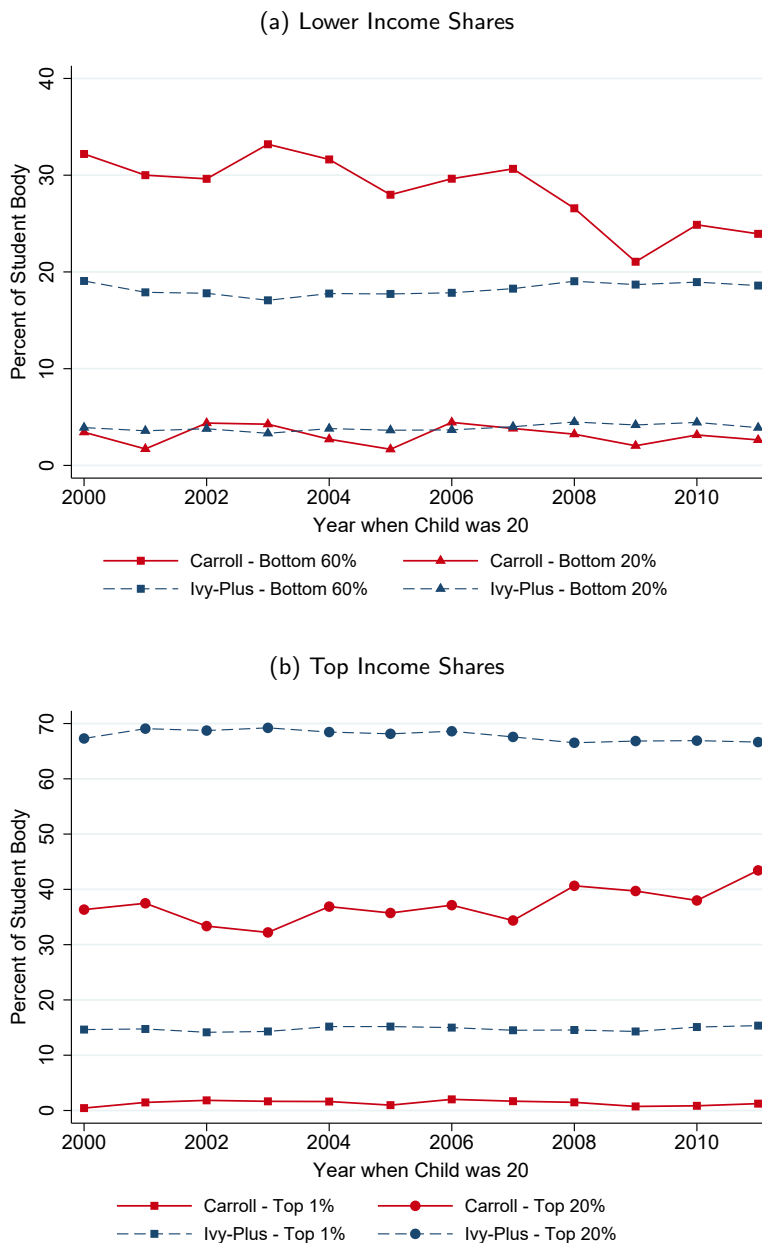 (a) Lower Income Shares
40
30
20
10
0
Percent of Student Body
2000 2002 2004 2006 2008 2010
Year when Child was 20
Carroll - Bottom 60% Carroll - Bottom 20%
Ivy-Plus - Bottom 60% Ivy-Plus - Bottom 20%
(b) Top Income Shares
70
60
50
40
30
20
10
0
Percent of Student Body
2000 2002 2004 2006 2008 2010
Year when Child was 20
Carroll - Top 1% Carroll - Top 20%
Ivy-Plus - Top 1% Ivy-Plus - Top 20%